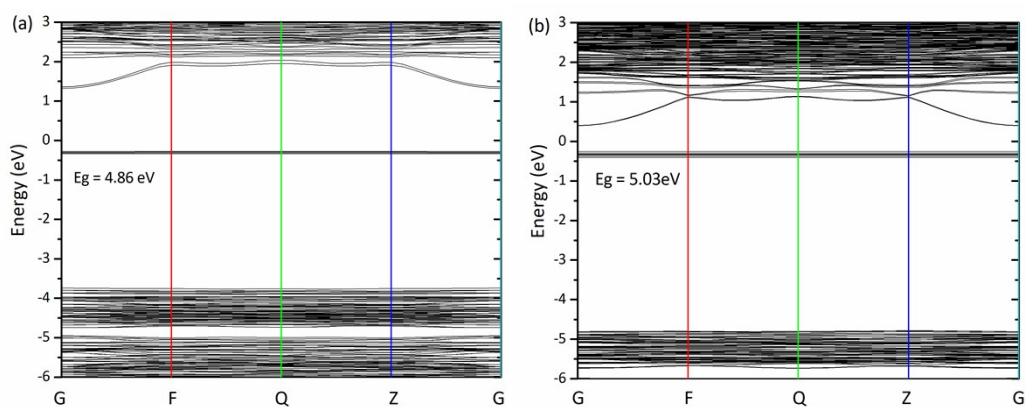 (a)
Energy (eV)
3
2
1
0
-1
-2
-3
-4
-5
-6
Eg = 4.86 eV
G F Q Z G
(b)
Energy (eV)
3
2
1
0
-1
-2
-3
-4
-5
-6
Eg = 5.03eV
G F Q Z G